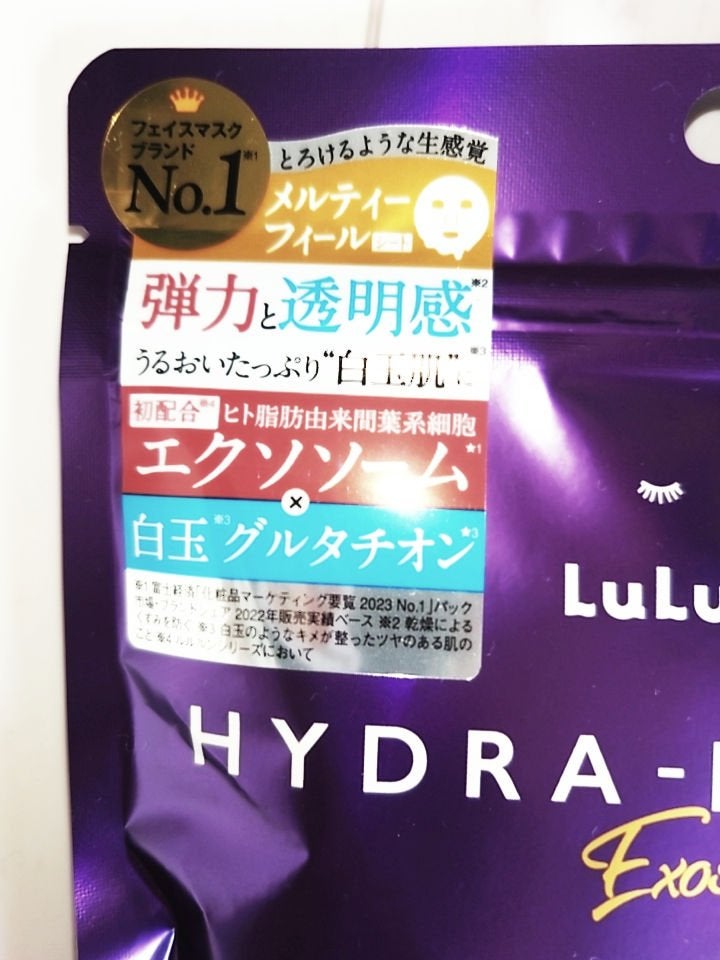 フェイスマスク
ブランド
No.1※1
とろけるような生感覚
メルティー
フィールシート
弾力と透明感※2
うるおいたっぷり“白玉肌”※3に
初配合※4 ヒト脂肪由来間葉系細胞
エクソソーム★1
×
白玉※3グルタチオン★3
※1 富士経済「化粧品マーケティング要覧 2023 No.1」パック
市場・ブランドシェア 2022年販売実績ベース ※2 乾燥による
くすみを防ぐ ※3 白玉のようなキメが整ったツヤのある肌の
こと ※4 ルルルンシリーズにおいて
LuLu
HYDRA-
Exos